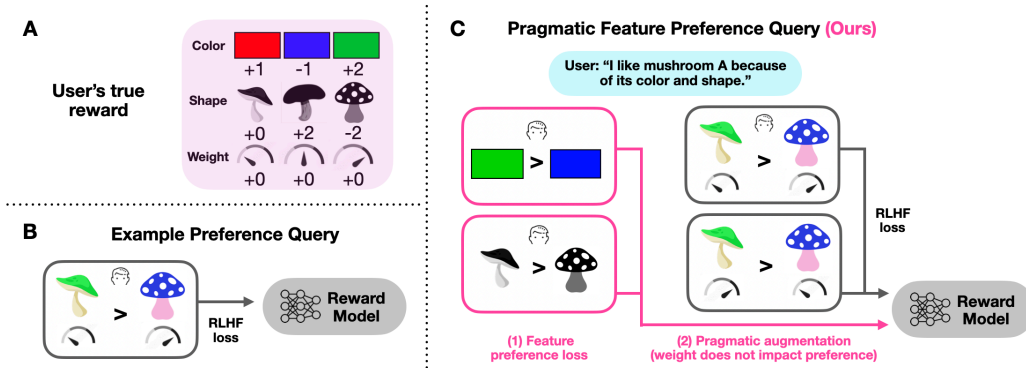 A
User's true
reward
Color
+1 -1 +2
Shape
+0 +2 -2
Weight
+0 +0 +0
B
Example Preference Query
>
RLHF
loss
Reward
Model
C
Pragmatic Feature Preference Query (Ours)
User: “I like mushroom A because
of its color and shape.”
>
>
>
>
RLHF
loss
Reward
Model
(1) Feature
preference loss
(2) Pragmatic augmentation
(weight does not impact preference)